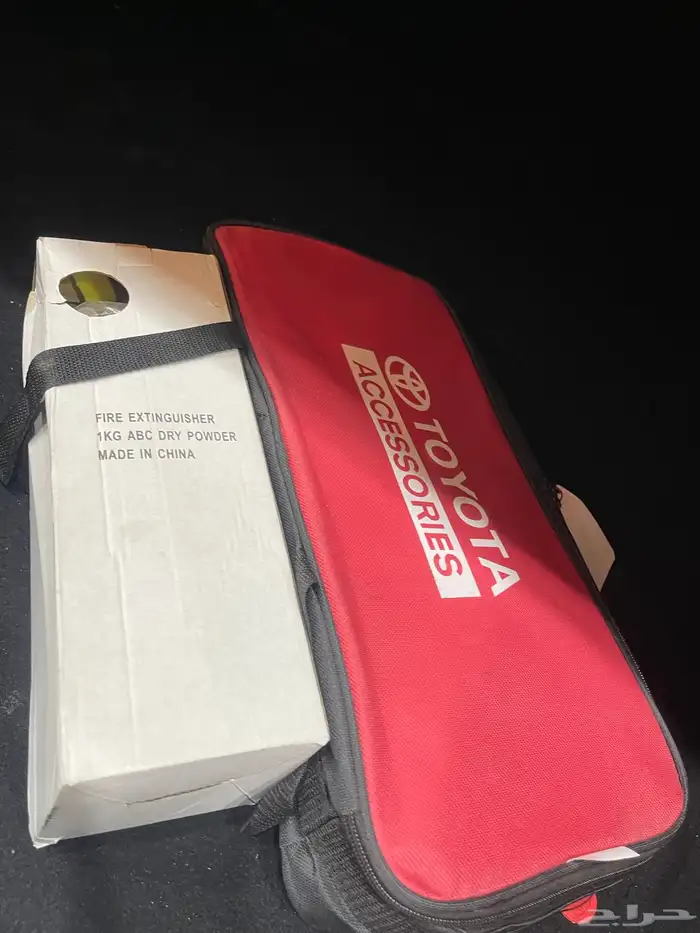 FIRE EXTINGUISHER
1KG ABC DRY POWDER
MADE IN CHINA
TOYOTA
ACCESSORIES
حراج